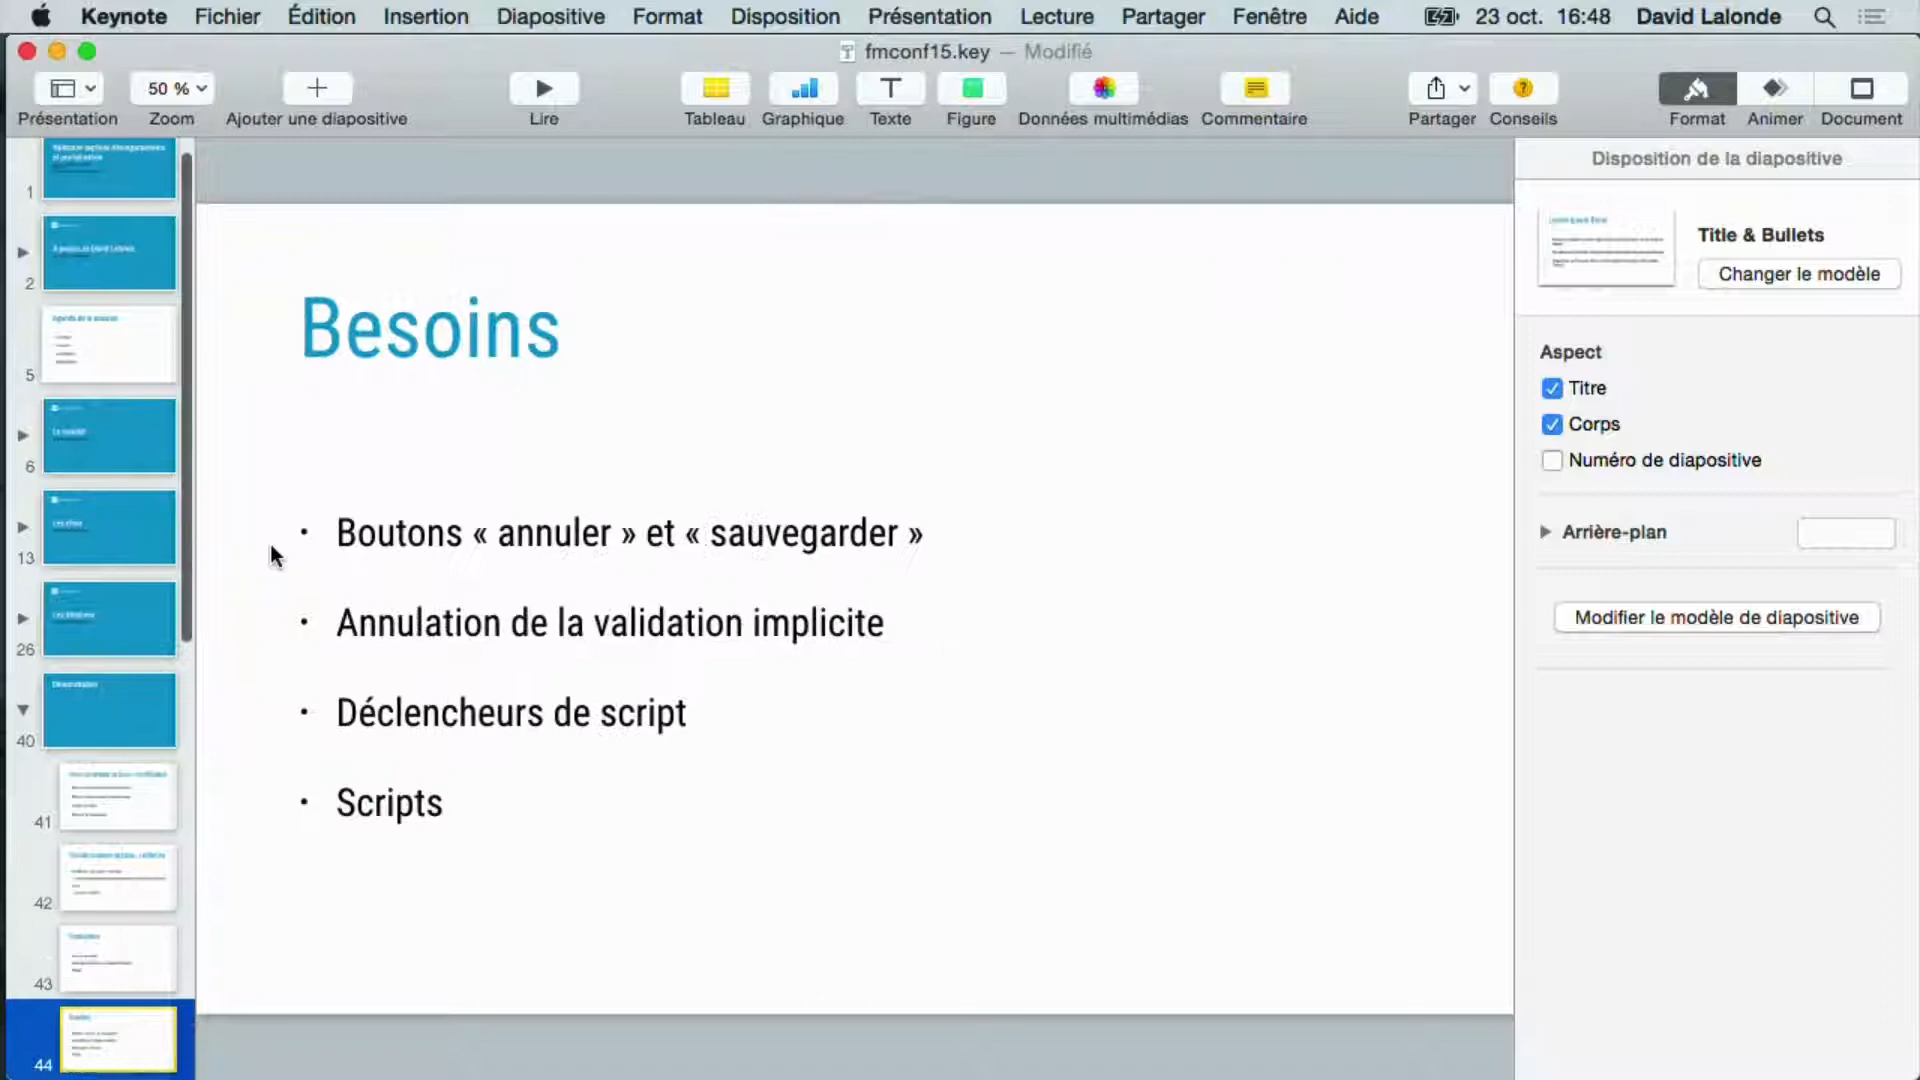 Keynote Fichier Édition Insertion Diapositive Format Disposition Présentation Lecture Partager Fenêtre Aide 23 oct. 16:48 David Lalonde
fmconf15.key — Modifié
50 %
Présentation Zoom Ajouter une diapositive Lire Tableau Graphique Texte Figure Données multimédias Commentaire Partager Conseils Format Animer Document
1
2
5
6
13
26
40
41
42
43
44
Besoins
• Boutons « annuler » et « sauvegarder »
• Annulation de la validation implicite
• Déclencheurs de script
• Scripts
Disposition de la diapositive
Title & Bullets
Changer le modèle
Aspect
Titre
Corps
Numéro de diapositive
Arrière-plan
Modifier le modèle de diapositive